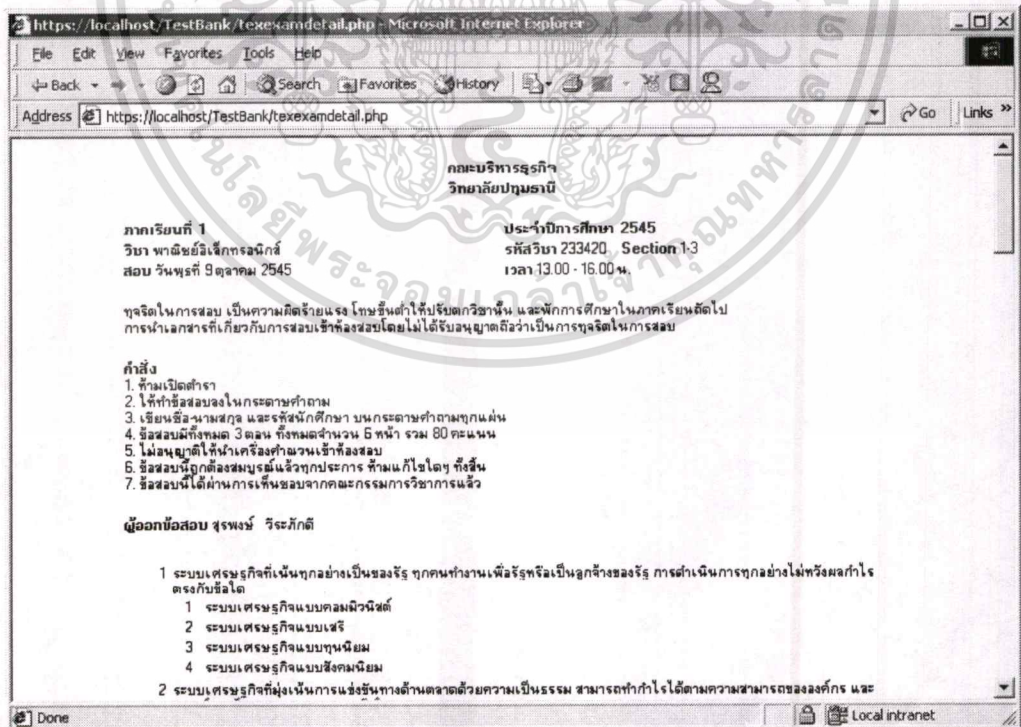 https://localhost/TestBank/texexamdetail.php - Microsoft Internet Explorer
File Edit View Favorites Tools Help
Back Search Favorites History
Address https://localhost/TestBank/texexamdetail.php Go Links »
คณะบริหารธุรกิจ
วิทยาลัยปทุมธานี
ภาคเรียนที่ 1 ประจำปีการศึกษา 2545
วิชา พาณิชย์อิเล็กทรอนิกส์ รหัสวิชา 233420 Section 1-3
สอบ วันพุธที่ 9 ตุลาคม 2545 เวลา 13.00 - 16.00 น.
ทุจริตในการสอบ เป็นความผิดร้ายแรง โทษขั้นต่ำให้ปรับตกวิชานั้น และพักการศึกษาในภาคเรียนถัดไป
การนำเอกสารที่เกี่ยวกับการสอบเข้าห้องสอบโดยไม่ได้รับอนุญาตถือว่าเป็นการทุจริตในการสอบ
คำสั่ง
1. ห้ามเปิดตำรา
2. ให้ทำข้อสอบลงในกระดาษคำถาม
3. เขียนชื่อ-นามสกุล และรหัสนักศึกษา บนกระดาษคำถามทุกแผ่น
4. ข้อสอบมีทั้งหมด 3 ตอน ทั้งหมดจำนวน 6 หน้า รวม 80 คะแนน
5. ไม่อนุญาติให้นำเครื่องคำนวนเข้าห้องสอบ
6. ข้อสอบนี้ถูกต้องสมบูรณ์แล้วทุกประการ ห้ามแก้ไขใดๆ ทั้งสิ้น
7. ข้อสอบนี้ได้ผ่านการเห็นชอบจากคณะกรรมการวิชาการแล้ว
ผู้ออกข้อสอบ สุรพงษ์ วีระภักดี
1 ระบบเศรษฐกิจที่เน้นทุกอย่างเป็นของรัฐ ทุกคนทำงานเพื่อรัฐหรือเป็นลูกจ้างของรัฐ การดำเนินการทุกอย่างไม่หวังผลกำไร
ตรงกับข้อใด
1 ระบบเศรษฐกิจแบบคอมมิวนิสต์
2 ระบบเศรษฐกิจแบบเสรี
3 ระบบเศรษฐกิจแบบทุนนิยม
4 ระบบเศรษฐกิจแบบสังคมนิยม
2 ระบบเศรษฐกิจที่มุ่งเน้นการแข่งขันทางด้านตลาดด้วยความเป็นธรรม สามารถทำกำไรได้ตามความสามารถขององค์กร และ
Done Local intranet